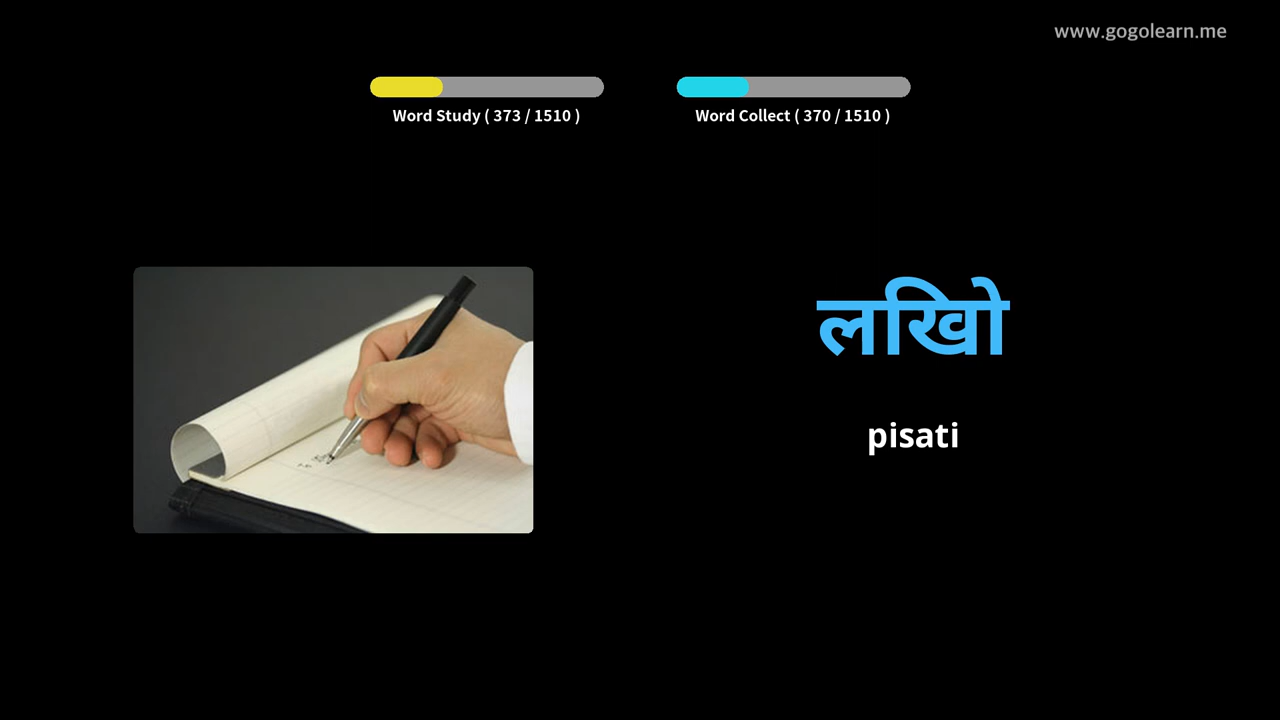 www.gogolearn.me
Word Study ( 373 / 1510 )
Word Collect ( 370 / 1510 )
लखिो
pisati